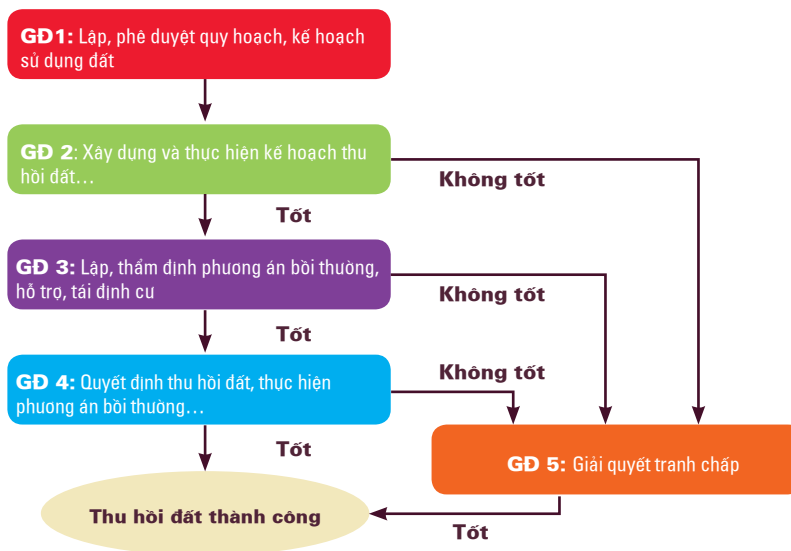 GĐ1: Lập, phê duyệt quy hoạch, kế hoạch
sử dụng đất
GĐ 2: Xây dụng và thực hiện kế hoạch thu
hồi đất…
Không tốt
Tốt
GĐ 3: Lập, thẩm định phương án bồi thường,
hỗ trợ, tái định cư
Không tốt
Tốt
GĐ 4: Quyết định thu hồi đất, thực hiện
phương án bồi thường…
Không tốt
Tốt
GĐ 5: Giải quyết tranh chấp
Thu hồi đất thành công
Tốt